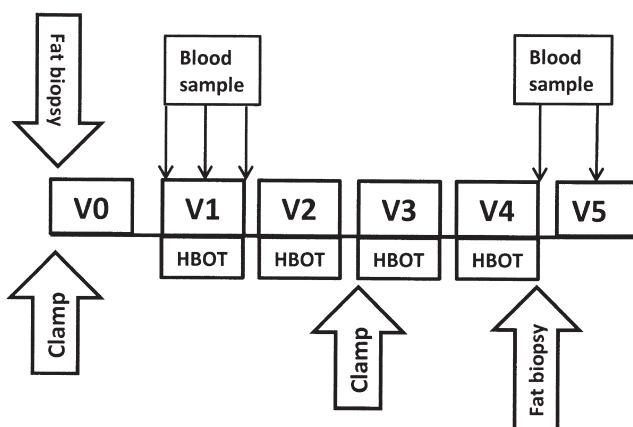 Fat biopsy
Blood
sample
Blood
sample
V0
V1
V2
V3
V4
V5
HBOT
HBOT
HBOT
HBOT
Clamp
Clamp
Fat biopsy